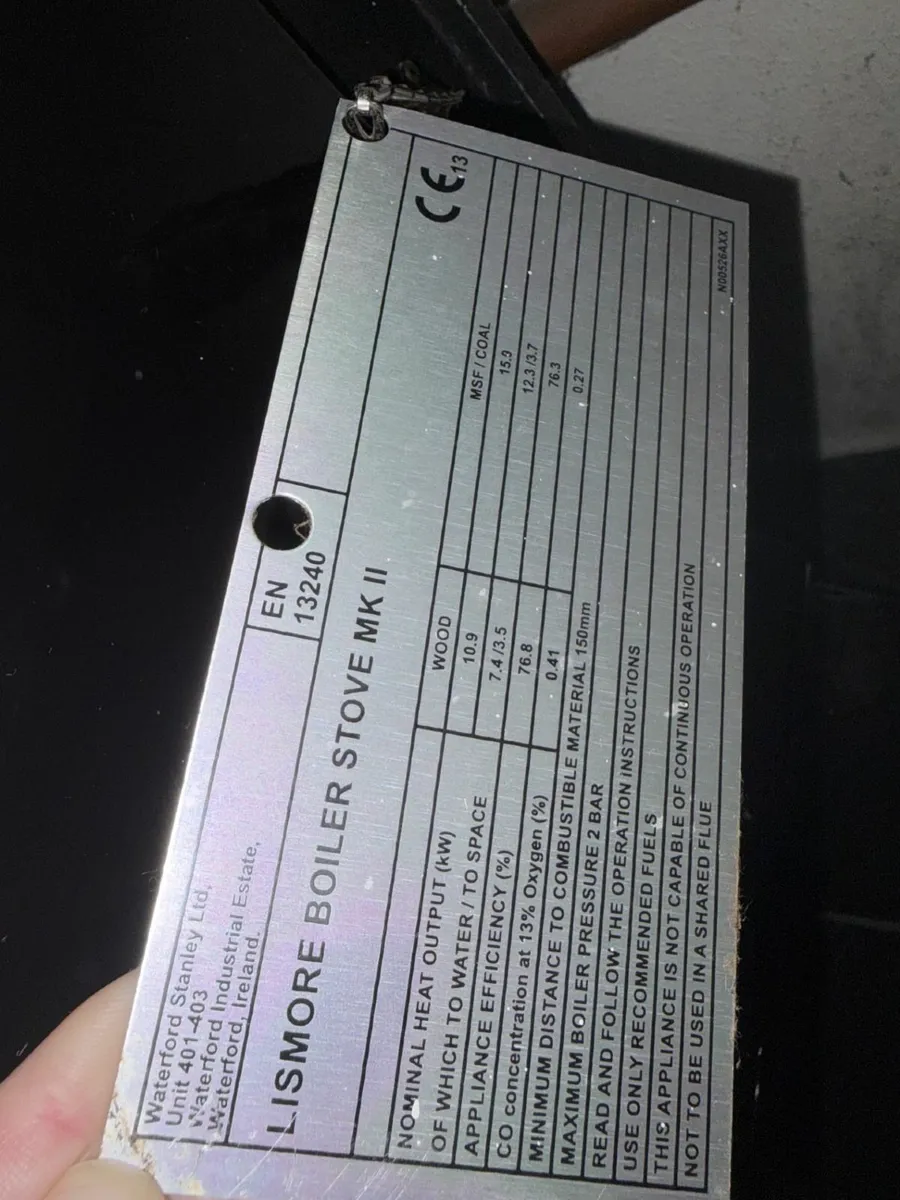 Waterford Stanley Ltd,
Unit 401-403
Waterford Industrial Estate,
Waterford, Ireland.
EN
13240
LISMORE BOILER STOVE MK II
CE 13
WOOD MSF / COAL
NOMINAL HEAT OUTPUT (kW) 10.9 15.9
OF WHICH TO WATER / TO SPACE 7.4 /3.5 12.3 /3.7
APPLIANCE EFFICIENCY (%) 76.8 76.3
CO concentration at 13% Oxygen (%) 0.41 0.27
MINIMUM DISTANCE TO COMBUSTIBLE MATERIAL 150mm
MAXIMUM BOILER PRESSURE 2 BAR
READ AND FOLLOW THE OPERATION INSTRUCTIONS
USE ONLY RECOMMENDED FUELS
THIS APPLIANCE IS NOT CAPABLE OF CONTINUOUS OPERATION
NOT TO BE USED IN A SHARED FLUE
N00526AXX